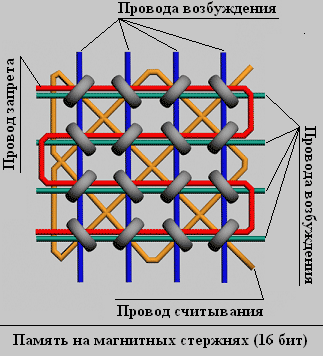 Провода возбуждения
Провод запрета
Провода возбуждения
Провод считывания
Память на магнитных стержнях (16 бит)